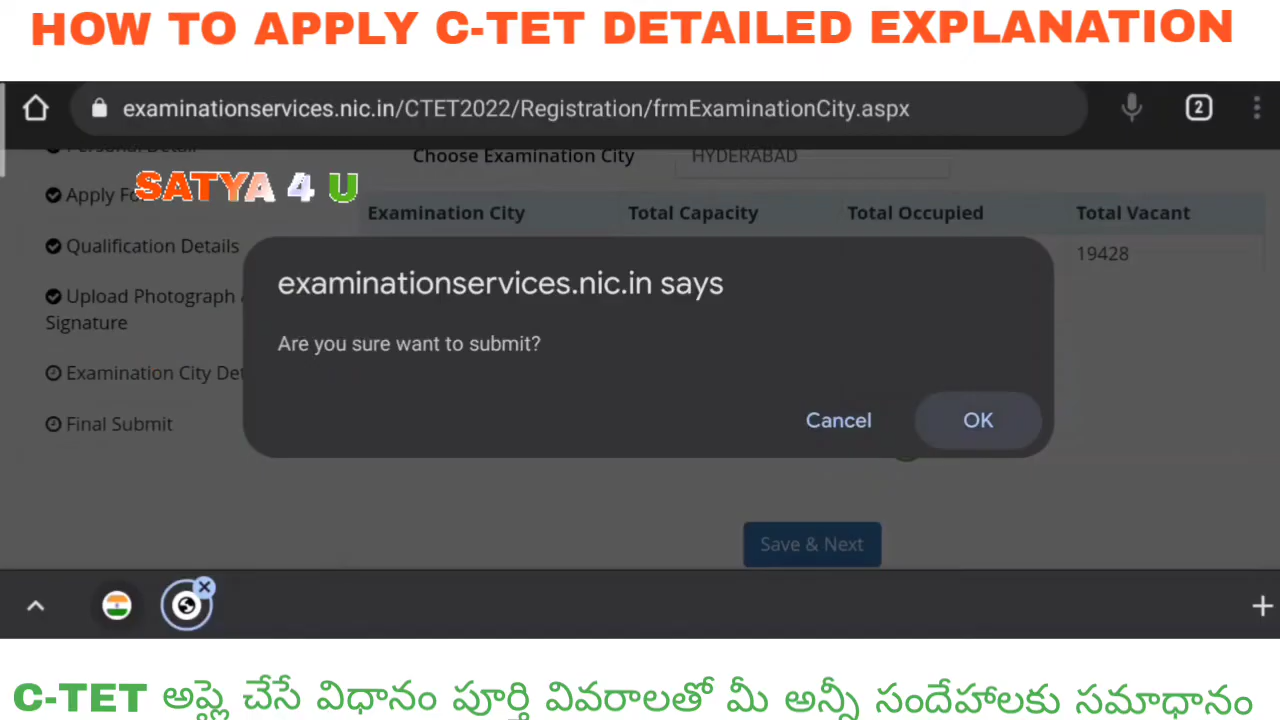 HOW TO APPLY C-TET DETAILED EXPLANATION
examinationservices.nic.in/CTET2022/Registration/frmExaminationCity.aspx
2
Personal Detail
Choose Examination City HYDERABAD
Apply Fo
SATYA 4 U
Examination City Total Capacity Total Occupied Total Vacant
Qualification Details
19428
examinationservices.nic.in says
Upload Photograph
Signature
Are you sure want to submit?
Examination City Det
Cancel OK
Final Submit
Save & Next
C-TET అప్లై చేసే విధానం పూర్తి వివరాలతో మీ అన్నీ సందేహాలకు సమాధానం